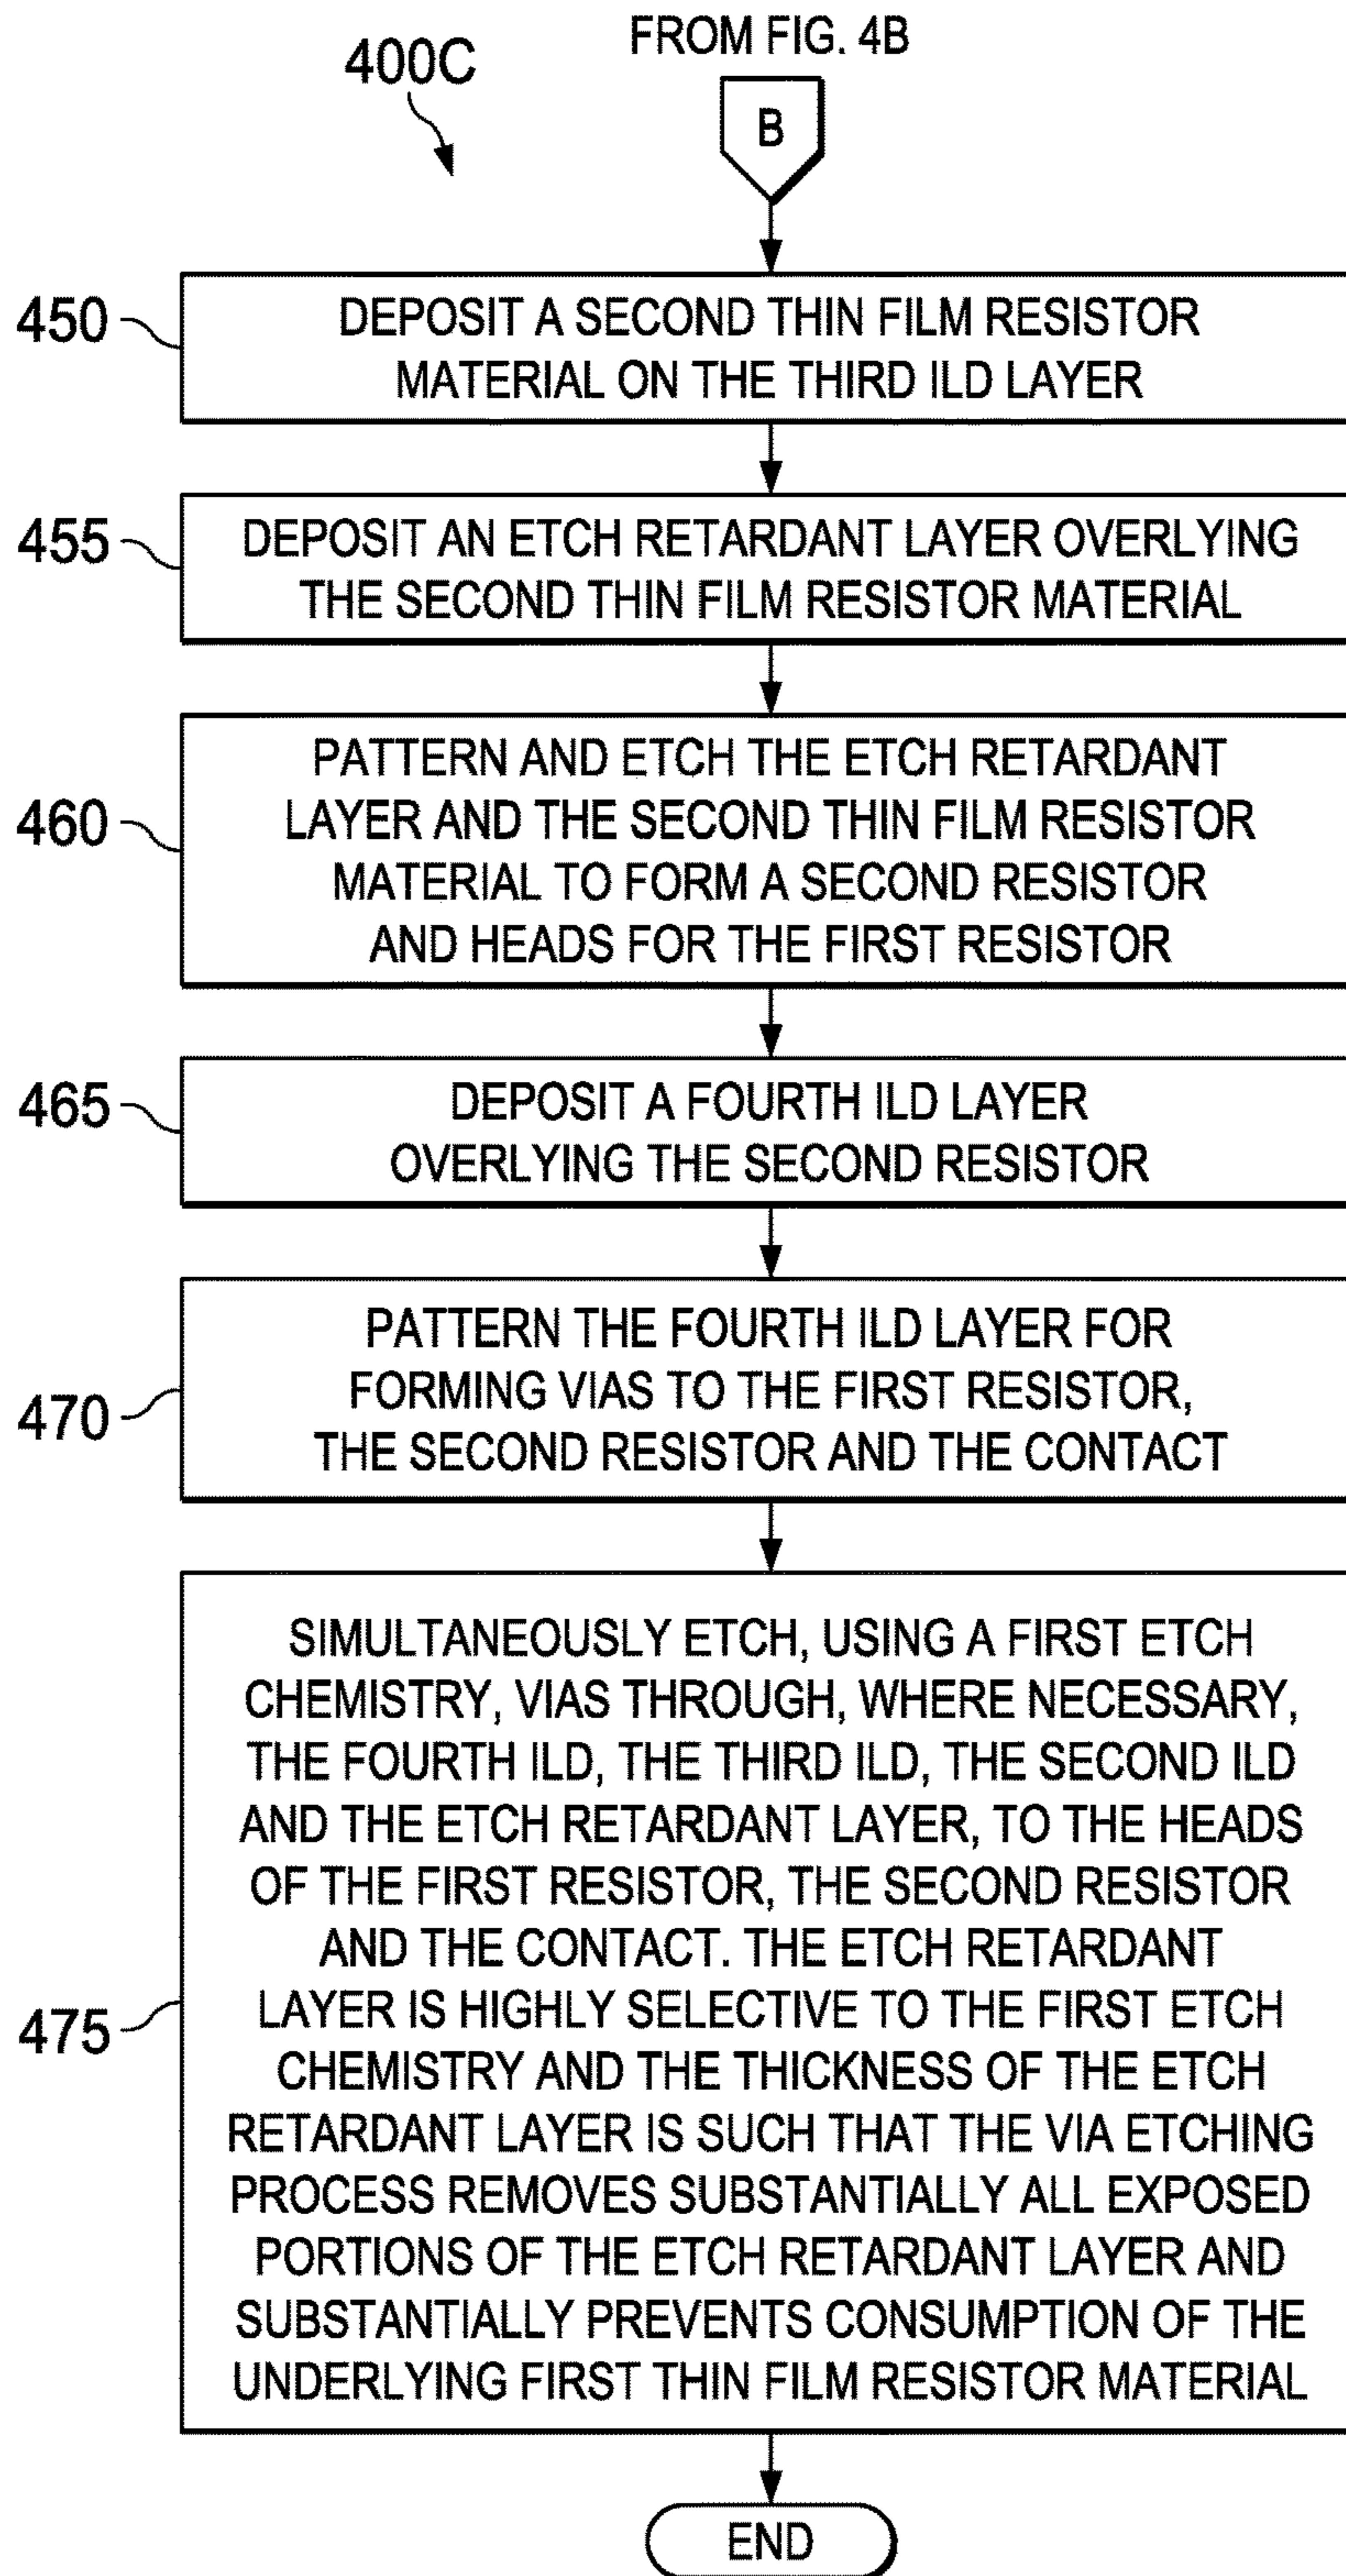 FROM FIG. 4B
400C
B
450
DEPOSIT A SECOND THIN FILM RESISTOR
MATERIAL ON THE THIRD ILD LAYER
455
DEPOSIT AN ETCH RETARDANT LAYER OVERLYING
THE SECOND THIN FILM RESISTOR MATERIAL
460
PATTERN AND ETCH THE ETCH RETARDANT
LAYER AND THE SECOND THIN FILM RESISTOR
MATERIAL TO FORM A SECOND RESISTOR
AND HEADS FOR THE FIRST RESISTOR
465
DEPOSIT A FOURTH ILD LAYER
OVERLYING THE SECOND RESISTOR
470
PATTERN THE FOURTH ILD LAYER FOR
FORMING VIAS TO THE FIRST RESISTOR,
THE SECOND RESISTOR AND THE CONTACT
475
SIMULTANEOUSLY ETCH, USING A FIRST ETCH
CHEMISTRY, VIAS THROUGH, WHERE NECESSARY,
THE FOURTH ILD, THE THIRD ILD, THE SECOND ILD
AND THE ETCH RETARDANT LAYER, TO THE HEADS
OF THE FIRST RESISTOR, THE SECOND RESISTOR
AND THE CONTACT. THE ETCH RETARDANT
LAYER IS HIGHLY SELECTIVE TO THE FIRST ETCH
CHEMISTRY AND THE THICKNESS OF THE ETCH
RETARDANT LAYER IS SUCH THAT THE VIA ETCHING
PROCESS REMOVES SUBSTANTIALLY ALL EXPOSED
PORTIONS OF THE ETCH RETARDANT LAYER AND
SUBSTANTIALLY PREVENTS CONSUMPTION OF THE
UNDERLYING FIRST THIN FILM RESISTOR MATERIAL
END